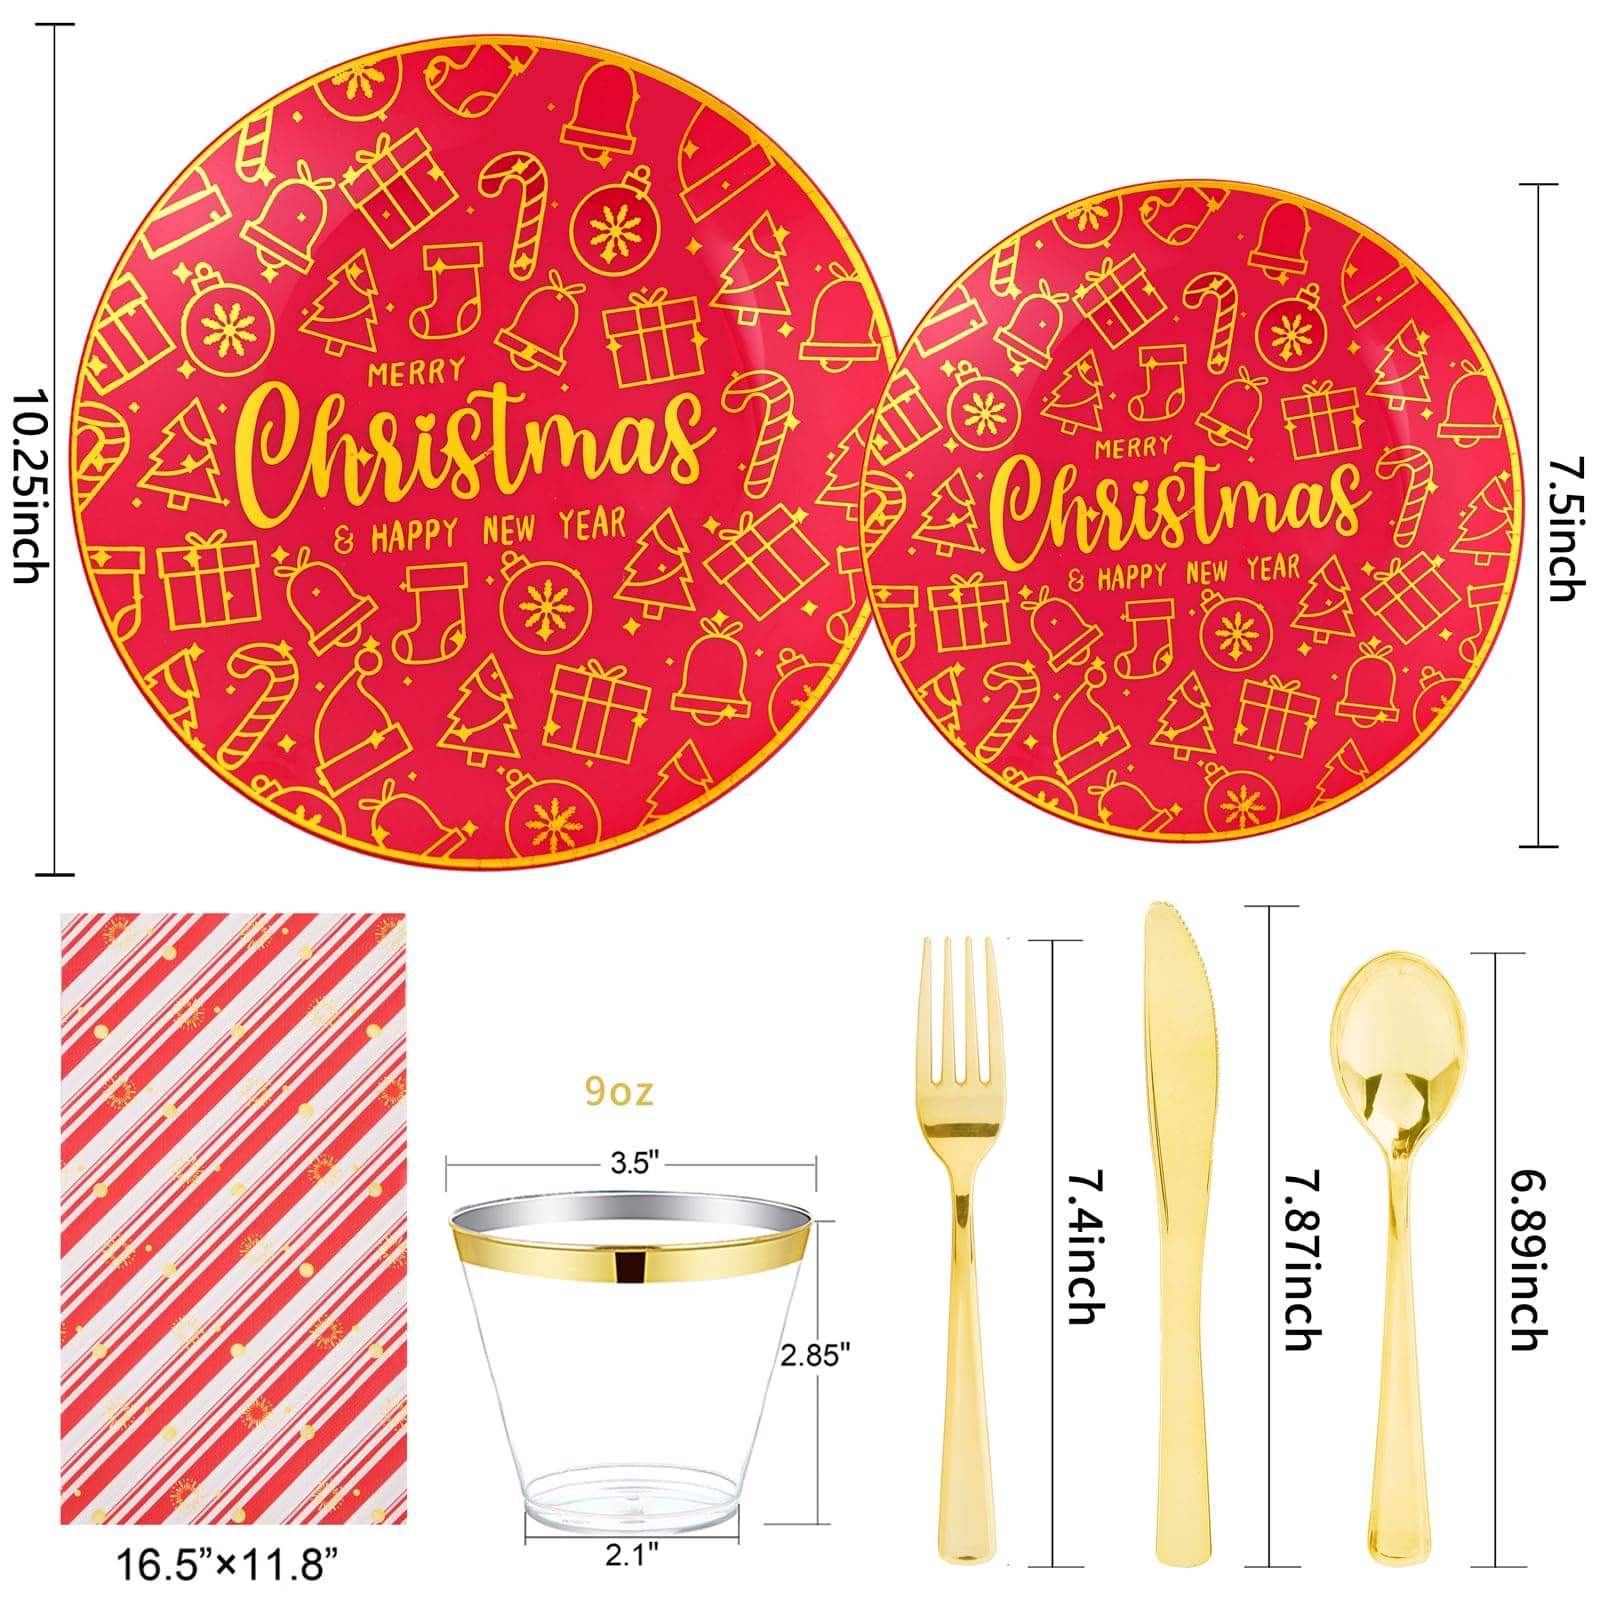 MERRY
Christmas
& HAPPY NEW YEAR
10.25inch
MERRY
Christmas
& HAPPY NEW YEAR
7.5inch
16.5”×11.8”
9oz
3.5"
2.85"
2.1"
7.4inch
7.87inch
6.89inch